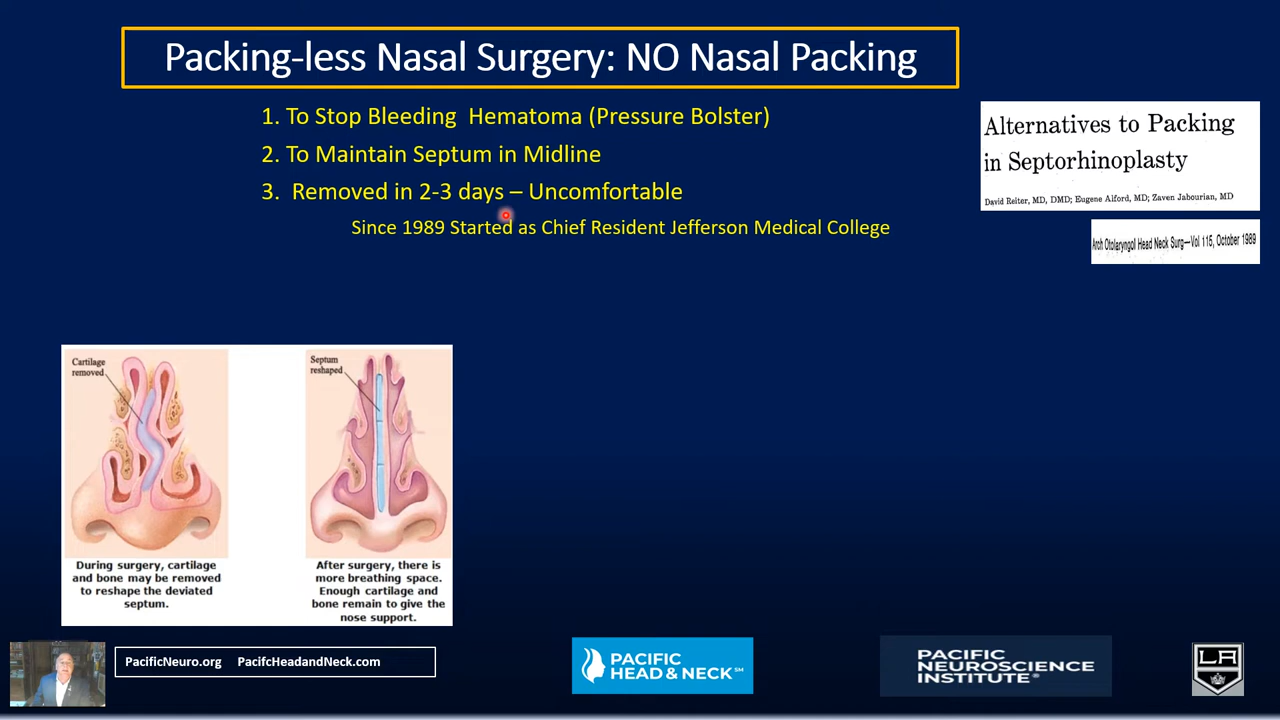 Packing-less Nasal Surgery: NO Nasal Packing
1. To Stop Bleeding Hematoma (Pressure Bolster)
2. To Maintain Septum in Midline
3. Removed in 2-3 days – Uncomfortable
Since 1989 Started as Chief Resident Jefferson Medical College
Alternatives to Packing
in Septorhinoplasty
David Reiter, MD, DMD; Eugene Alford, MD; Zaven Jabourian, MD
Arch Otolaryngol Head Neck Surg—Vol 115, October 1989
Cartilage
removed
During surgery, cartilage
and bone may be removed
to reshape the deviated
septum.
Septum
reshaped
After surgery, there is
more breathing space.
Enough cartilage and
bone remain to give the
nose support.
PacificNeuro.org PacifcHeadandNeck.com
PACIFIC
HEAD & NECK℠
PACIFIC
NEUROSCIENCE
INSTITUTE®
LA